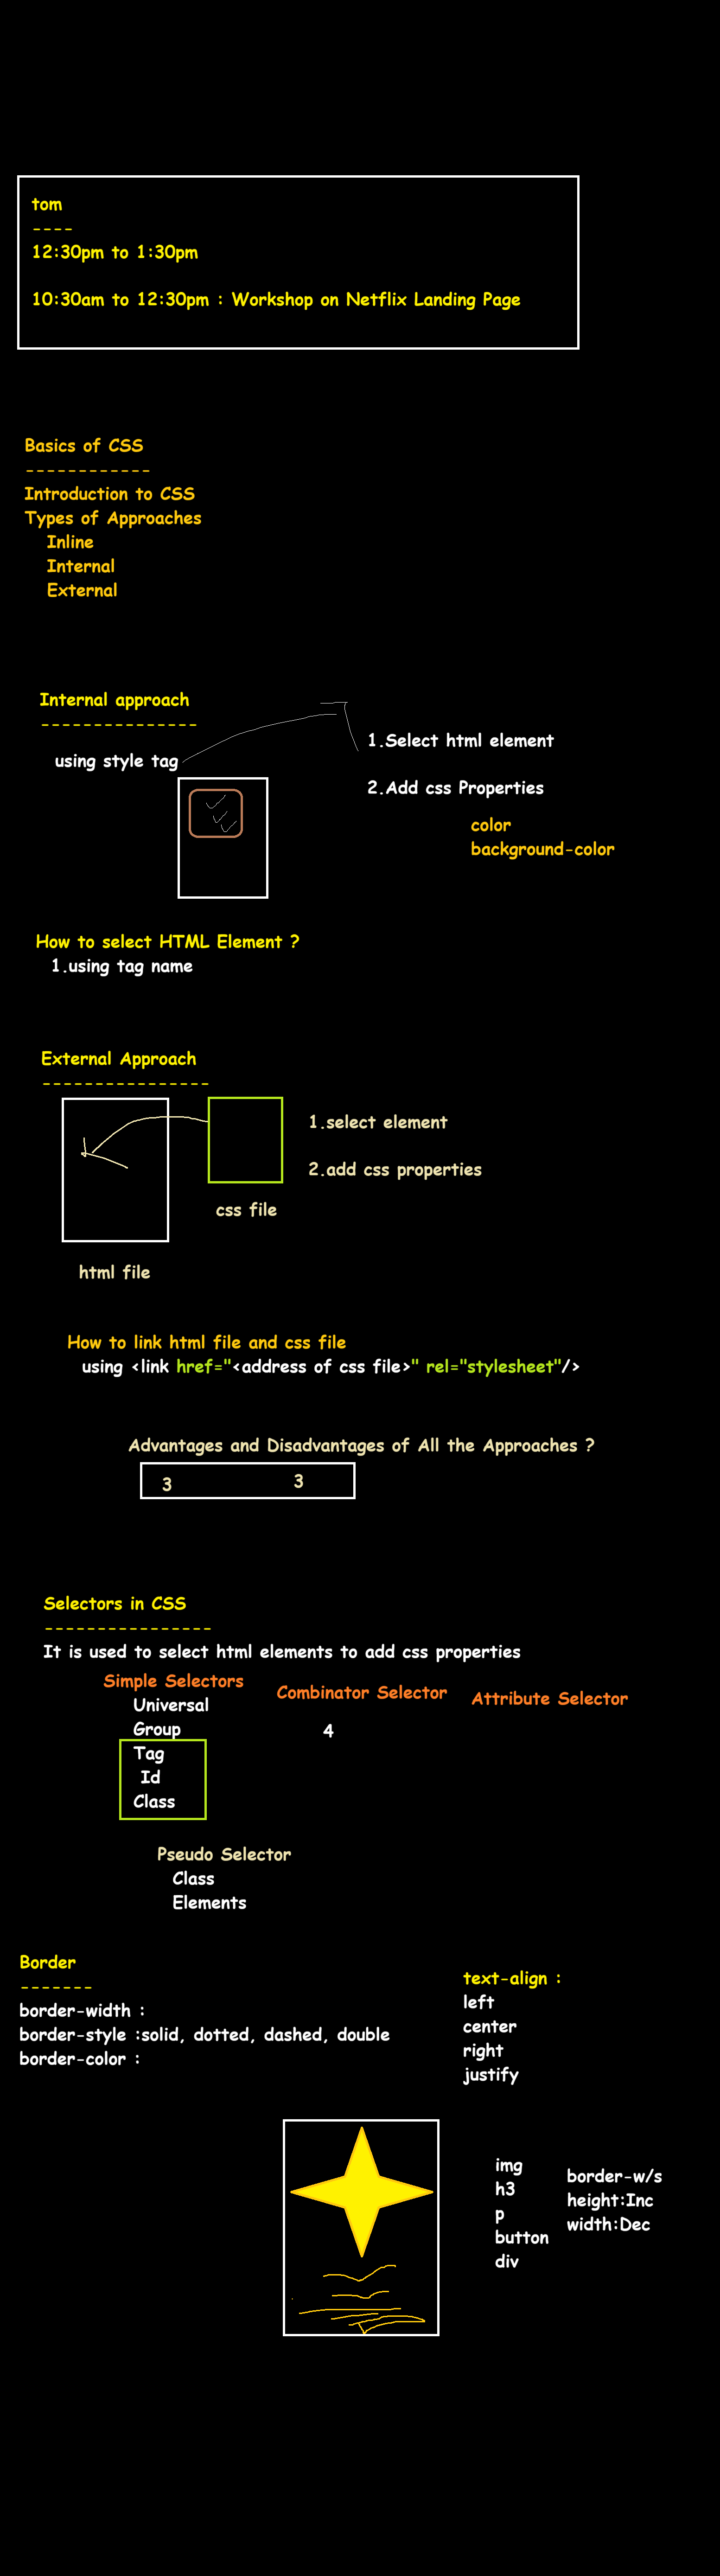 tom
----
12:30pm to 1:30pm
10:30am to 12:30pm : Workshop on Netflix Landing Page
Basics of CSS
------------
Introduction to CSS
Types of Approaches
Inline
Internal
External
Internal approach
---------------
using style tag
1.Select html element
2.Add css Properties
color
background-color
How to select HTML Element ?
1.using tag name
External Approach
----------------
1.select element
2.add css properties
css file
html file
How to link html file and css file
using <link href="<address of css file>" rel="stylesheet"/>
Advantages and Disadvantages of All the Approaches ?
3 3
Selectors in CSS
----------------
It is used to select html elements to add css properties
Simple Selectors
Universal
Group
Tag
Id
Class
Combinator Selector
4
Attribute Selector
Pseudo Selector
Class
Elements
Border
-------
border-width :
border-style :solid, dotted, dashed, double
border-color :
text-align :
left
center
right
justify
img
h3
p
button
div
border-w/s
height:Inc
width:Dec